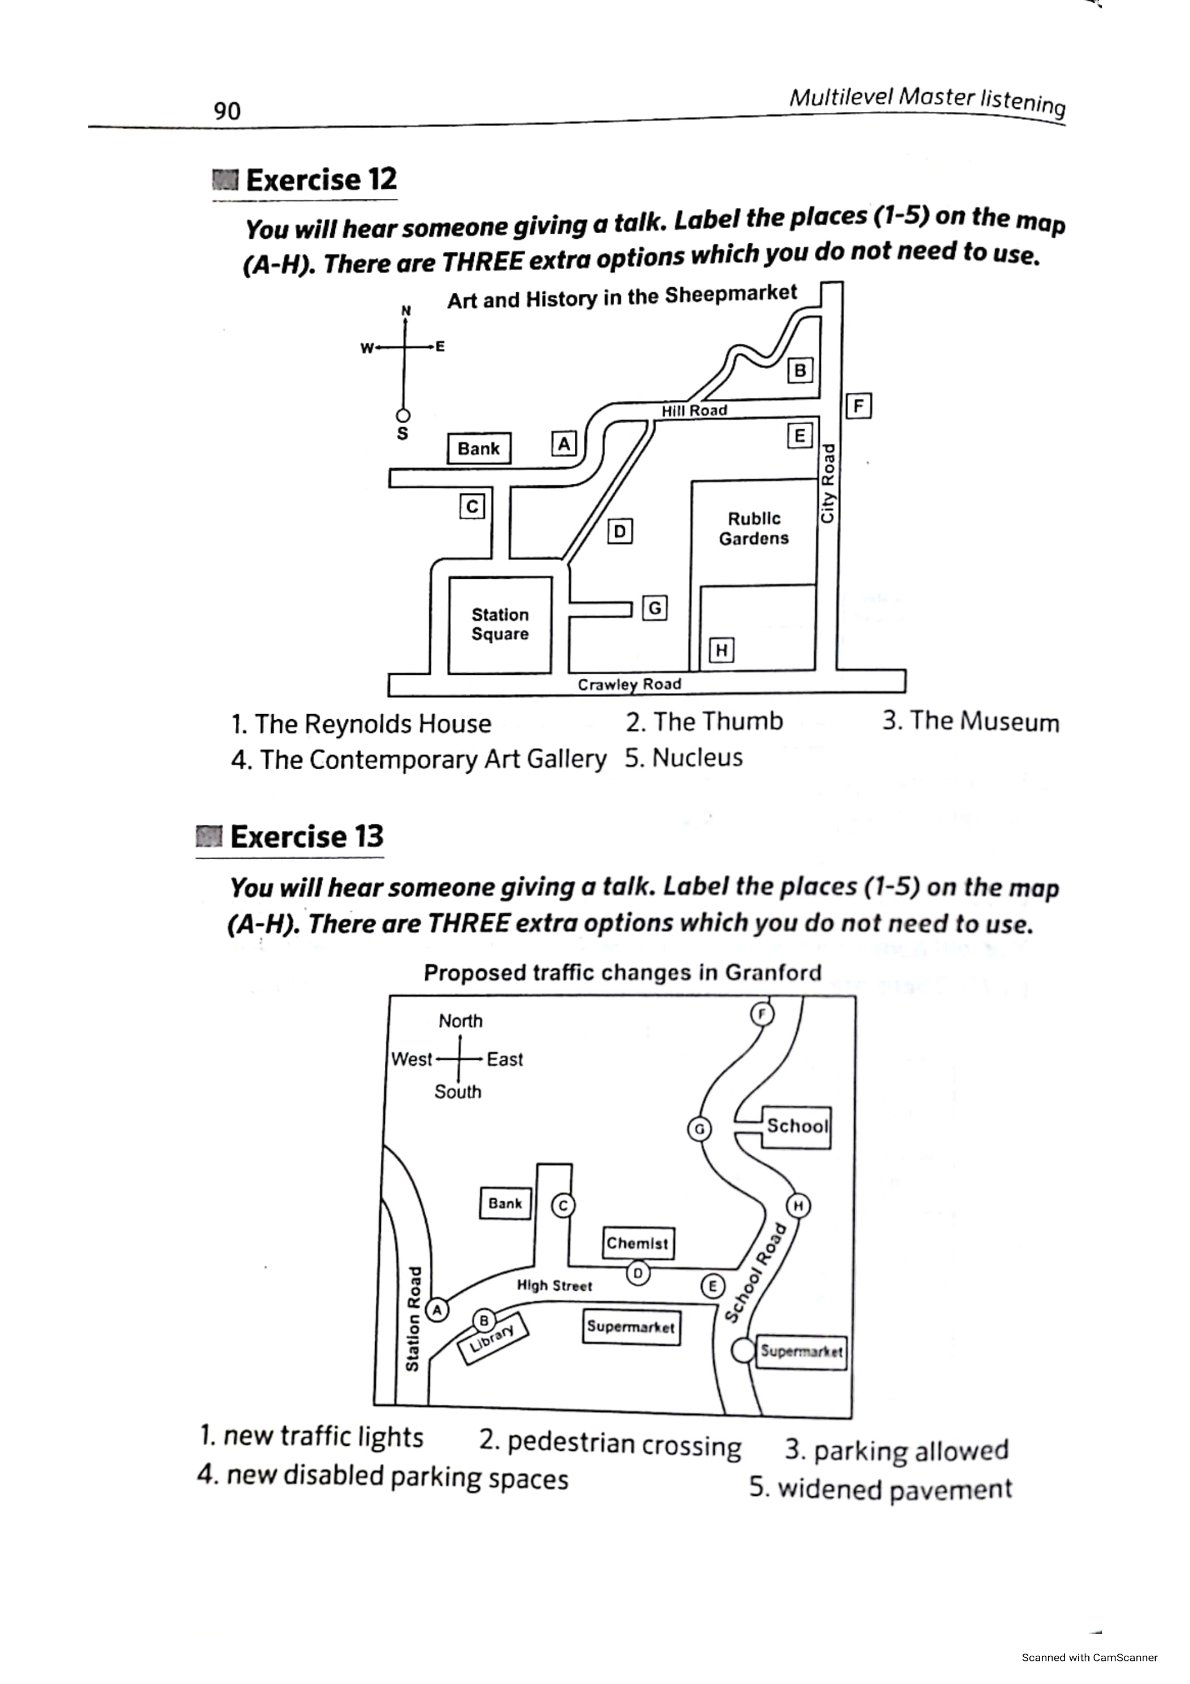 90
Multilevel Master listening
Exercise 12
You will hear someone giving a talk. Label the places (1-5) on the map
(A-H). There are THREE extra options which you do not need to use.
Art and History in the Sheepmarket
N
W E
S
B
Hill Road
F
Bank
A
E
City Road
C
D
Rublic
Gardens
Station
Square
G
H
Crawley Road
1. The Reynolds House 2. The Thumb 3. The Museum
4. The Contemporary Art Gallery 5. Nucleus
Exercise 13
You will hear someone giving a talk. Label the places (1-5) on the map
(A-H). There are THREE extra options which you do not need to use.
Proposed traffic changes in Granford
North
West East
South
F
G
School
Bank
C
H
Chemist
D
High Street
E
School Road
Station Road
A
B
Library
Supermarket
Supermarket
1. new traffic lights 2. pedestrian crossing 3. parking allowed
4. new disabled parking spaces 5. widened pavement
Scanned with CamScanner